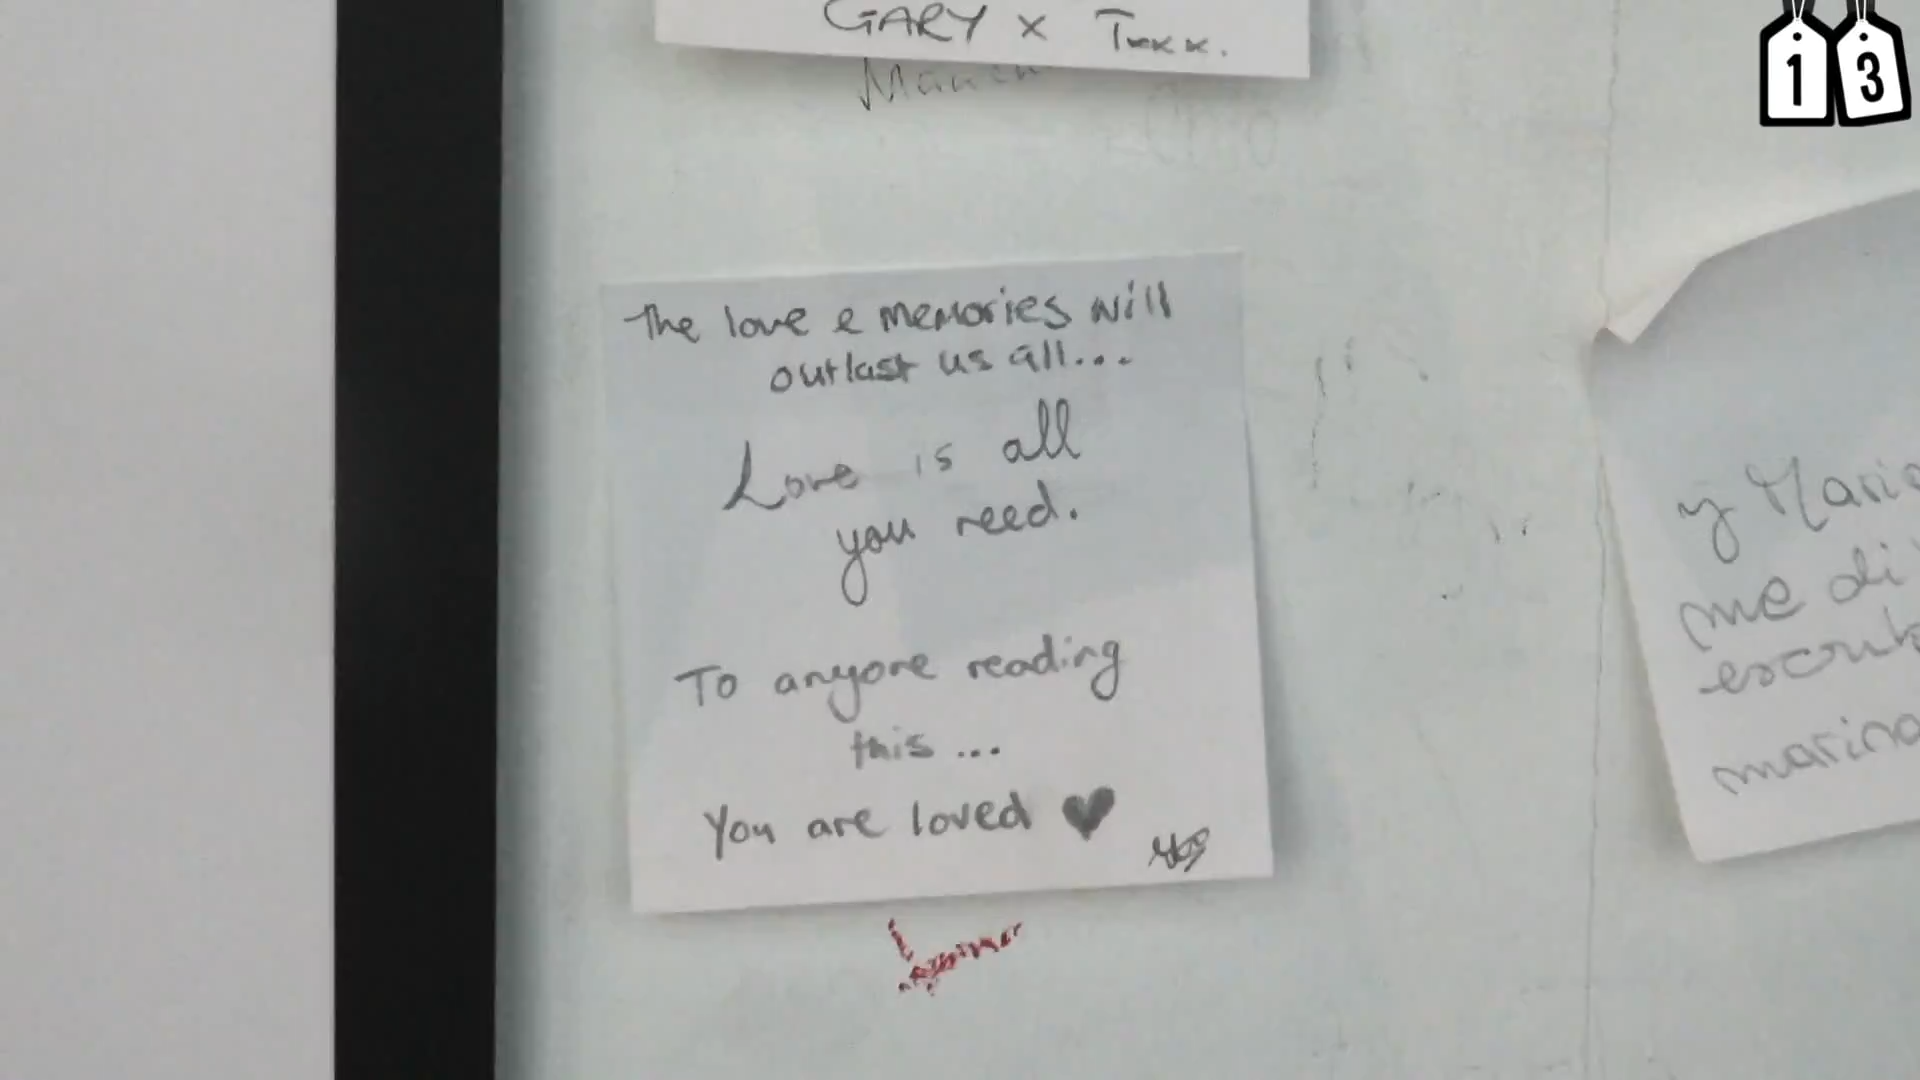 GARY x
13
The love & memories will
outlast us all...
Love is all
you need.
To anyone reading
this...
You are loved ♥
y Maria
me di
marina